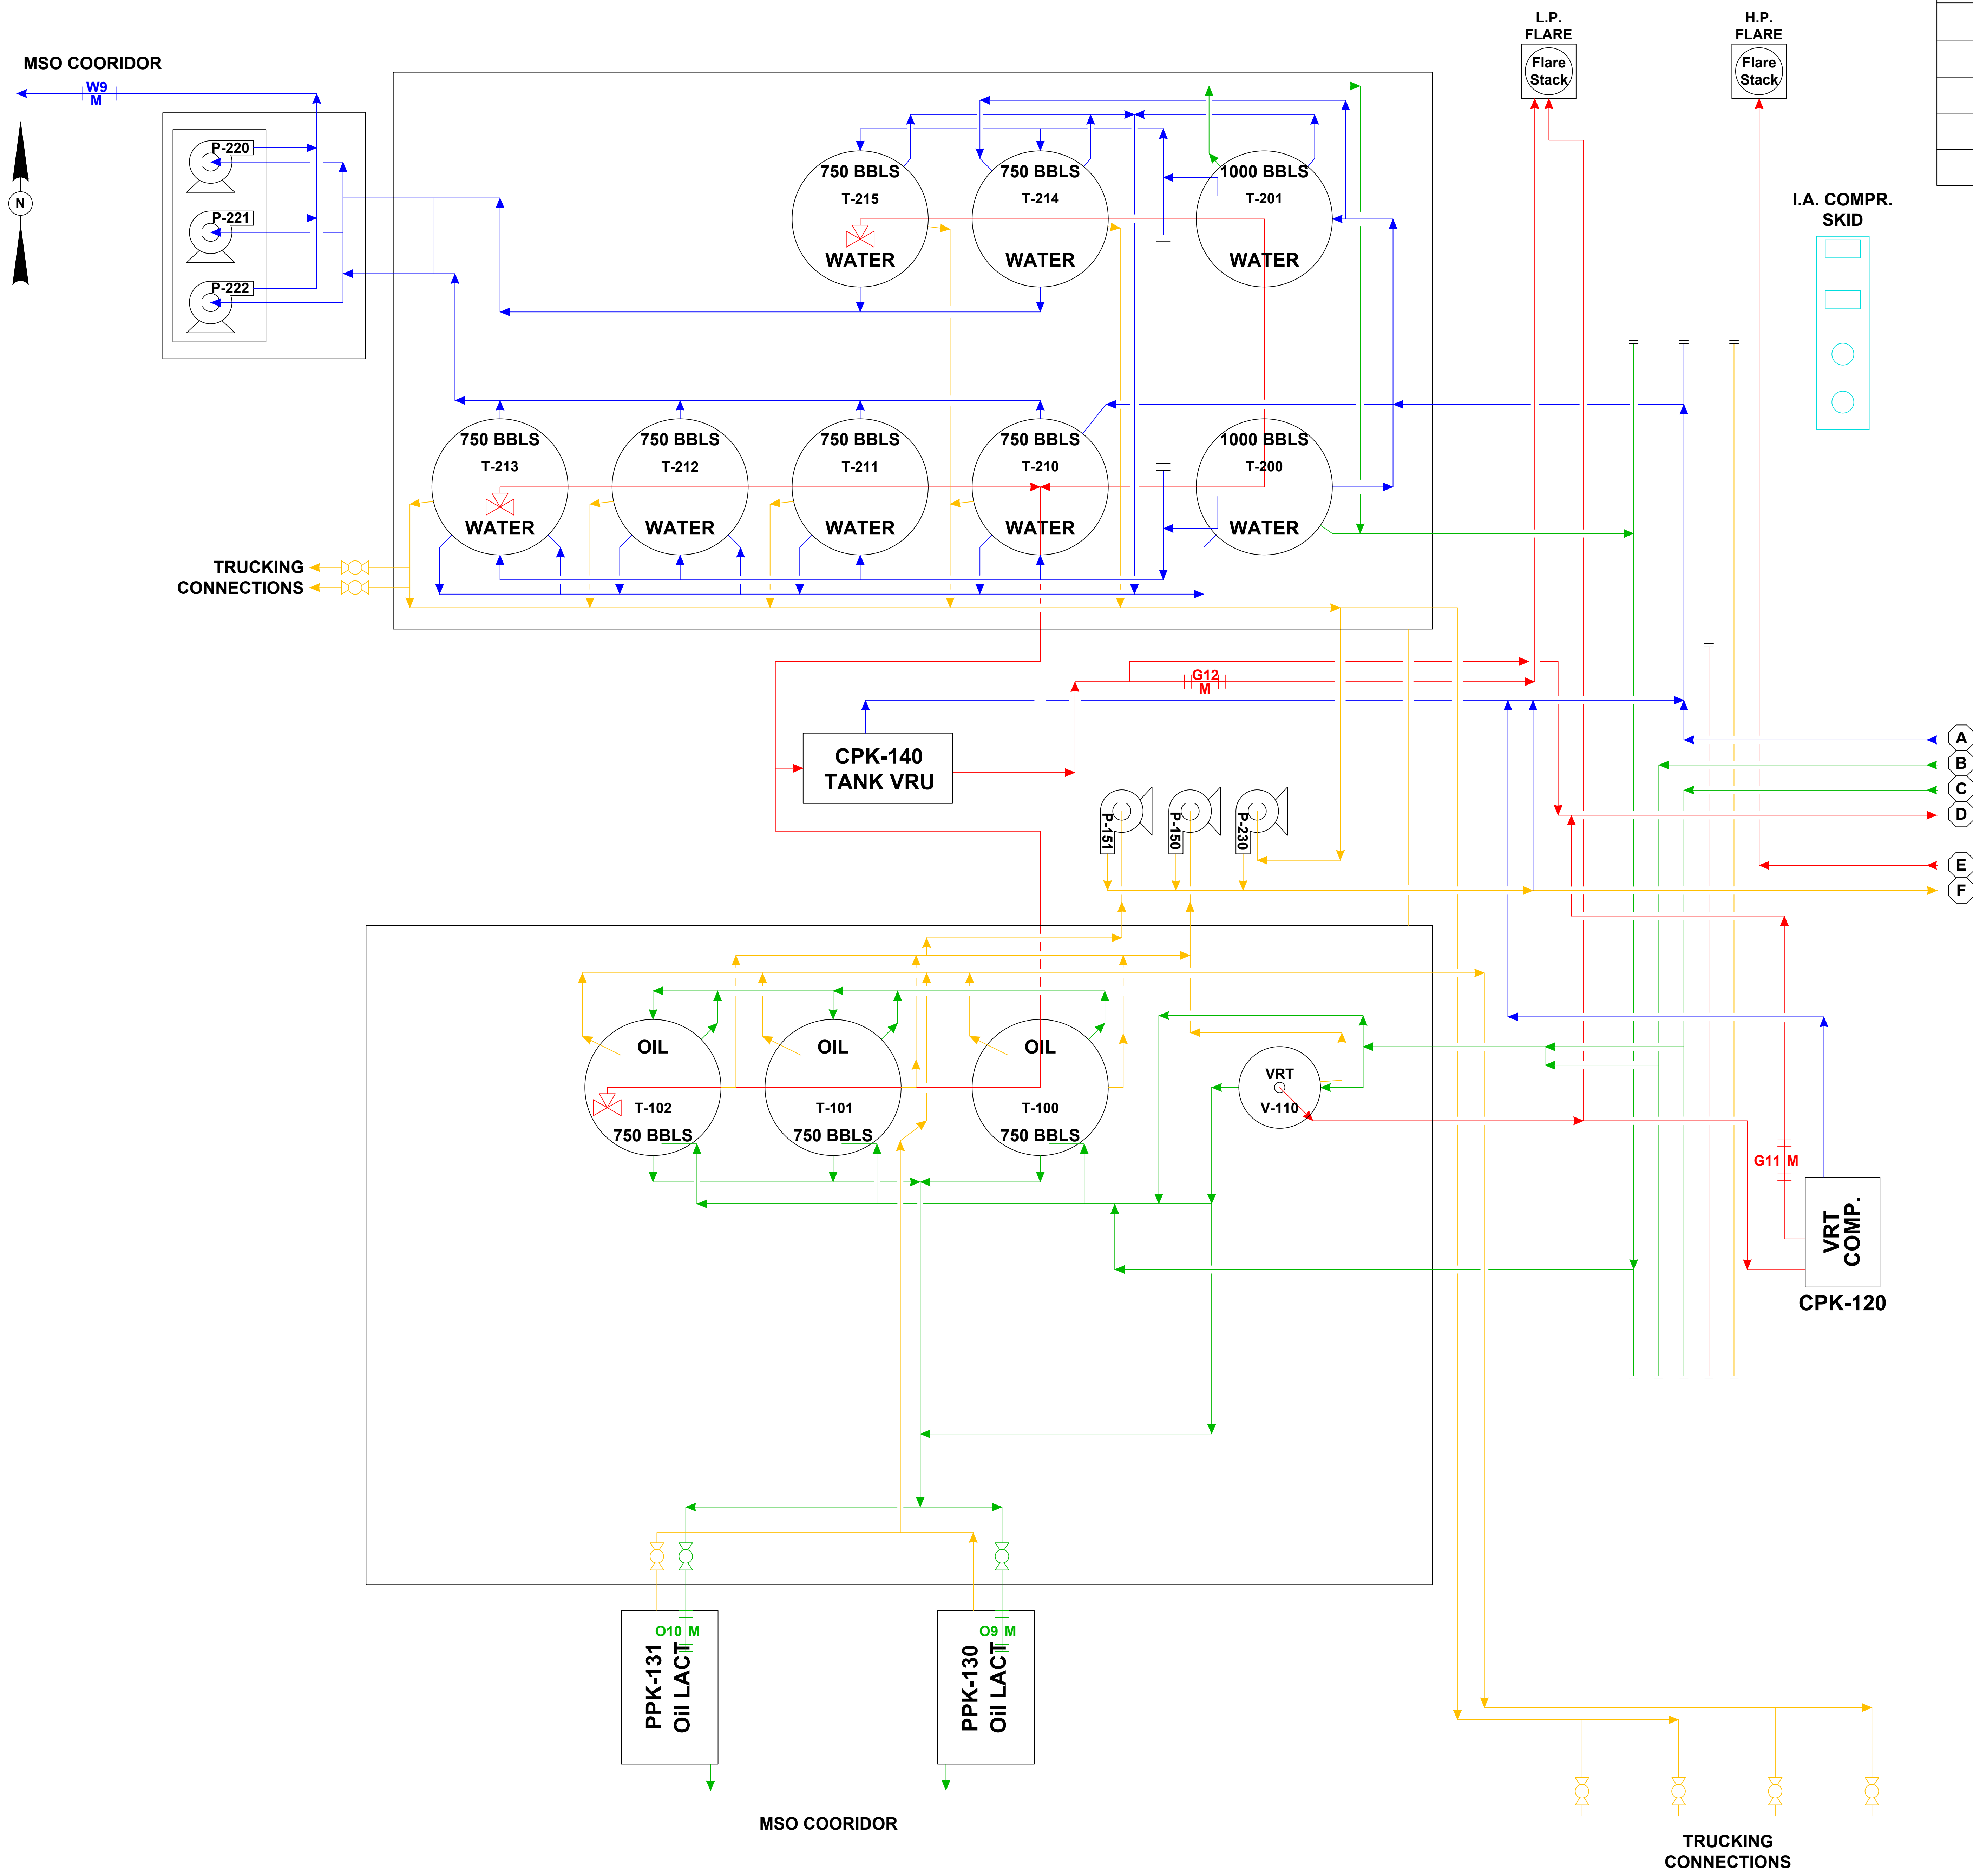 L.P.
FLARE
H.P.
FLARE
Flare
Stack
Flare
Stack
MSO COORIDOR
W9
M
N
P-220
P-221
P-222
750 BBLS
T-215
WATER
750 BBLS
T-214
WATER
1000 BBLS
T-201
WATER
I.A. COMPR.
SKID
750 BBLS
T-213
WATER
750 BBLS
T-212
WATER
750 BBLS
T-211
WATER
750 BBLS
T-210
WATER
1000 BBLS
T-200
WATER
TRUCKING
CONNECTIONS
G12
M
CPK-140
TANK VRU
P-151
P-150
P-230
A
B
C
D
E
F
OIL
T-102
750 BBLS
OIL
T-101
750 BBLS
OIL
T-100
750 BBLS
VRT
V-110
G11 M
VRT
COMP.
CPK-120
O10 M
PPK-131
Oil LACT
O9 M
PPK-130
Oil LACT
MSO COORIDOR
TRUCKING
CONNECTIONS